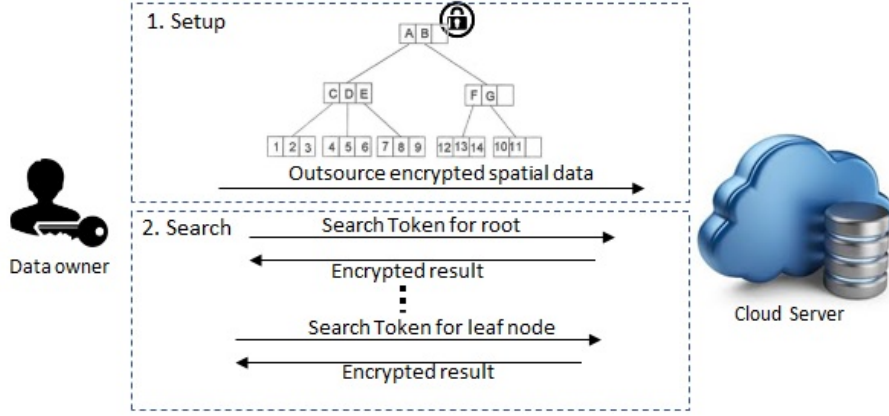 1. Setup
A B
C D E
F G
1 2 3 4 5 6 7 8 9 12 13 14 10 11
Outsource encrypted spatial data
Data owner
2. Search
Search Token for root
Encrypted result
Search Token for leaf node
Encrypted result
Cloud Server